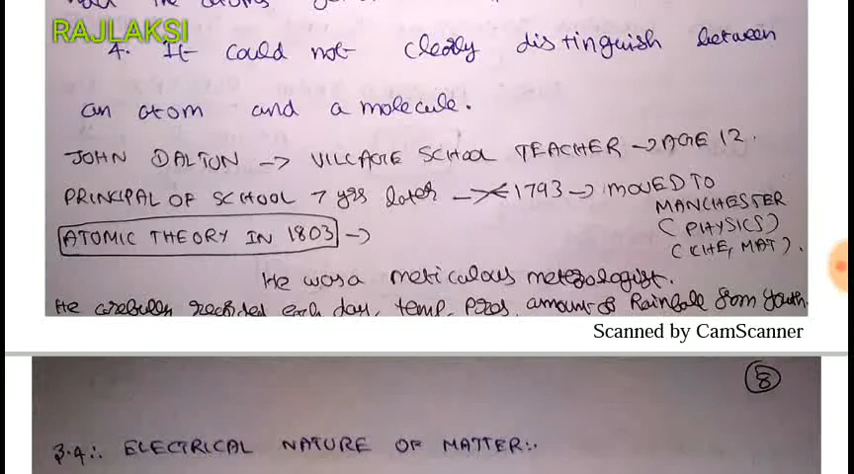 RAJLAKSI
4. It could not clearly distinguish between
an atom and a molecule.
JOHN DALTON -> VILLAGE SCHOOL TEACHER -> AGE 12.
PRINCIPAL OF SCHOOL 7 yrs later -> 1793 -> MOVED TO
MANCHESTER
(PHYSICS)
(CHE, MAT).
ATOMIC THEORY IN 1803 ->
He was a meticulous meteologist.
He carefully recorded each day, temp, Pres, amount of Rainfall from youth.
Scanned by CamScanner
8
3.4 :. ELECTRICAL NATURE OF MATTER :.